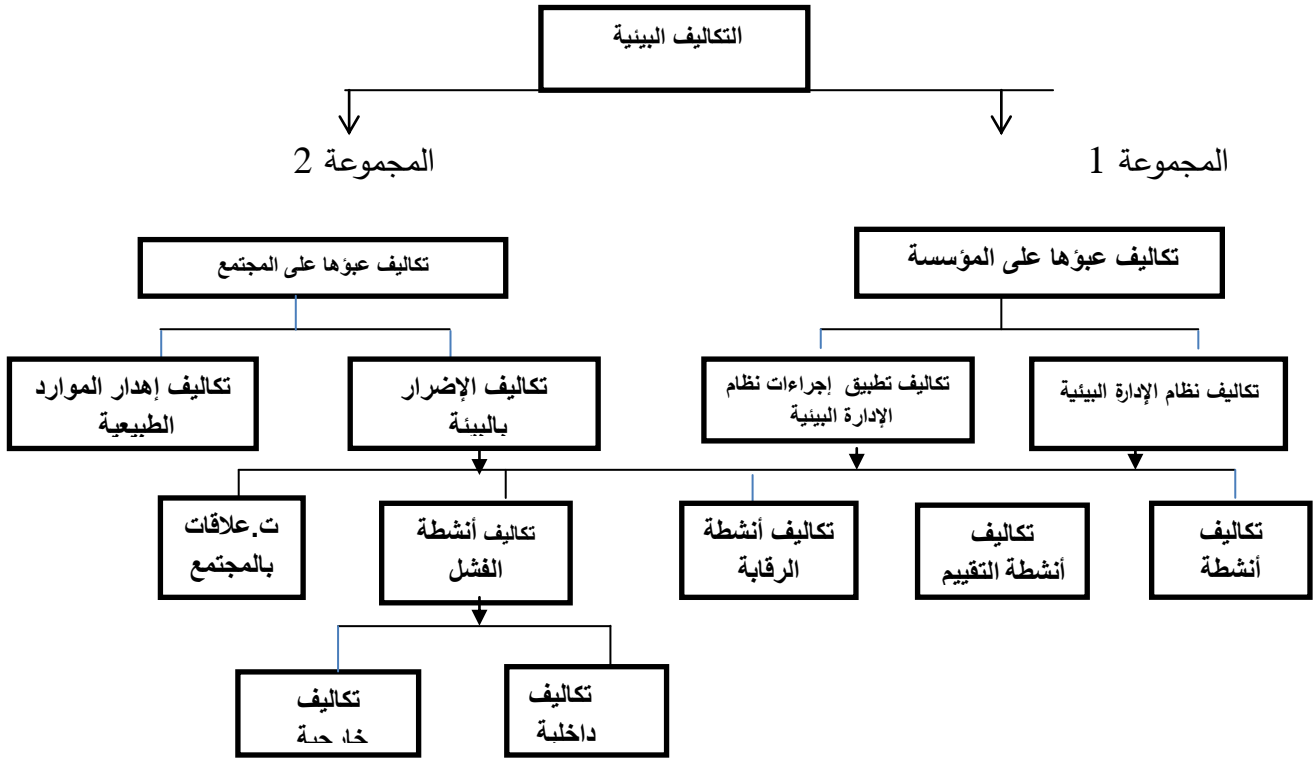 التكاليف البيئية
المجموعة 1
المجموعة 2
تكاليف عبؤها على المؤسسة
تكاليف عبؤها على المجتمع
تكاليف نظام الإدارة البيئية
تكاليف تطبيق إجراءات نظام
الإدارة البيئية
تكاليف الإضرار
بالبيئة
تكاليف إهدار الموارد
الطبيعية
تكاليف
أنشطة
تكاليف
أنشطة التقييم
تكاليف أنشطة
الرقابة
تكاليف أنشطة
الفشل
ت.علاقات
بالمجتمع
تكاليف
داخلية
تكاليف
خارجية